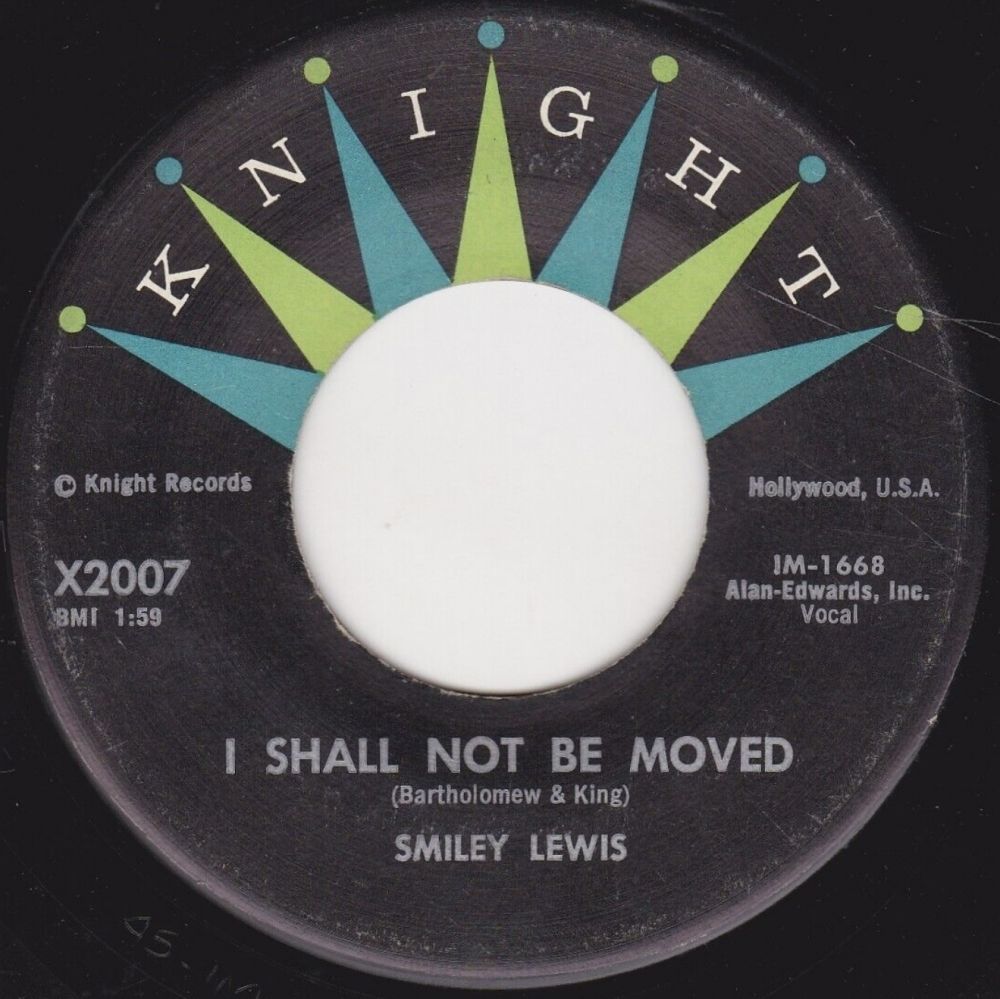 KNIGHT
© Knight Records
Hollywood, U.S.A.
X2007
BMI 1:59
IM-1668
Alan-Edwards, Inc.
Vocal
I SHALL NOT BE MOVED
(Bartholomew & King)
SMILEY LEWIS